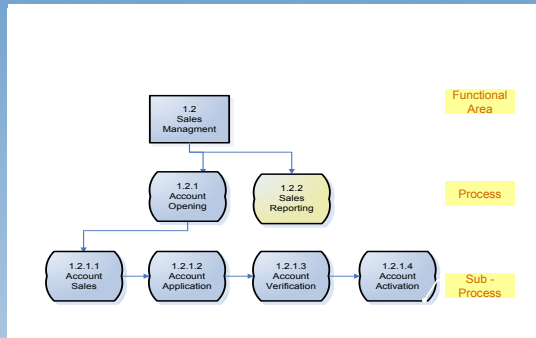 Functional
Area
1.2
Sales
Managment
1.2.1
Account
Opening
1.2.2
Sales
Reporting
Process
1.2.1.1
Account
Sales
1.2.1.2
Account
Application
1.2.1.3
Account
Verification
1.2.1.4
Account
Activation
Sub -
Process